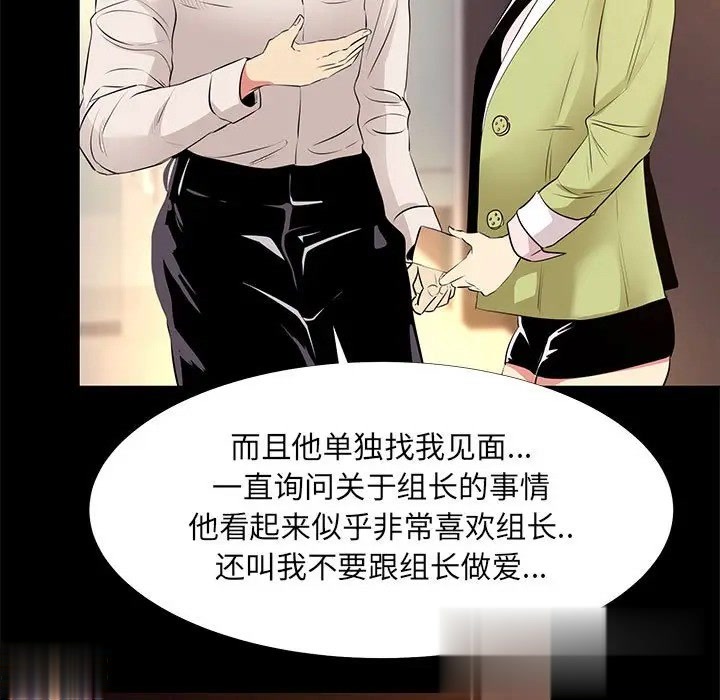 而且他单独找我见面...
一直询问关于组长的事情
他看起来似乎非常喜欢组长..
还叫我不要跟组长做爱...